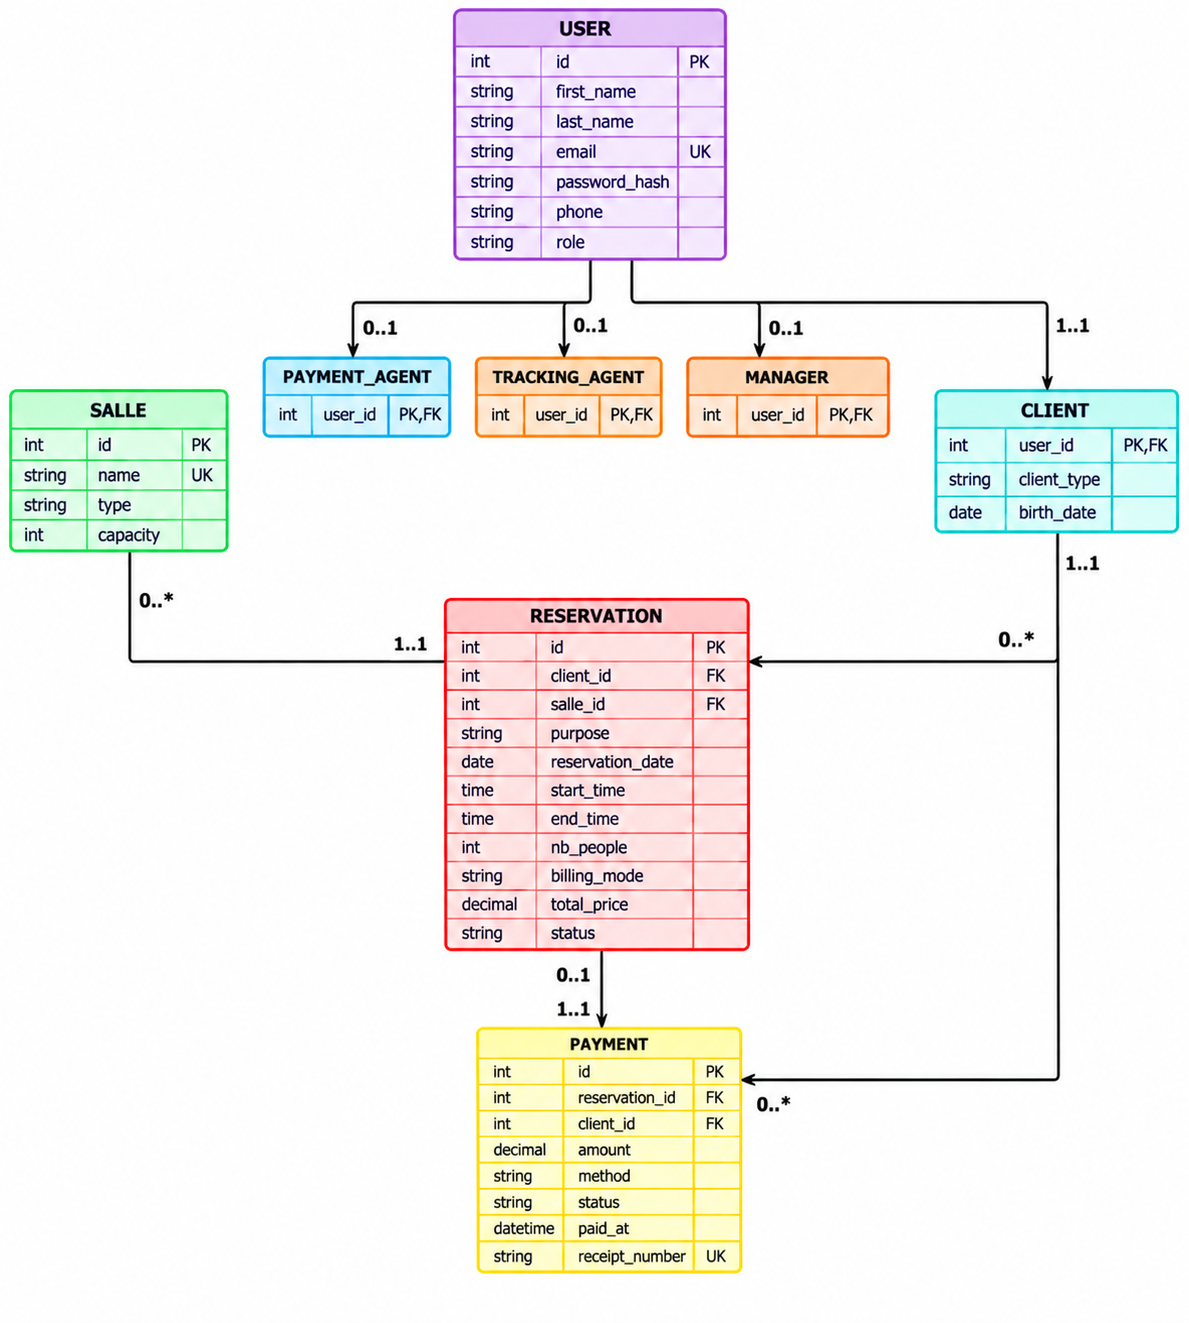 USER
int id PK
string first_name
string last_name
string email UK
string password_hash
string phone
string role
0..1
0..1
0..1
1..1
PAYMENT_AGENT
int user_id PK,FK
TRACKING_AGENT
int user_id PK,FK
MANAGER
int user_id PK,FK
SALLE
int id PK
string name UK
string type
int capacity
CLIENT
int user_id PK,FK
string client_type
date birth_date
1..1
0..*
1..1
0..*
RESERVATION
int id PK
int client_id FK
int salle_id FK
string purpose
date reservation_date
time start_time
time end_time
int nb_people
string billing_mode
decimal total_price
string status
0..1
1..1
PAYMENT
int id PK
int reservation_id FK
int client_id FK
decimal amount
string method
string status
datetime paid_at
string receipt_number UK
0..*